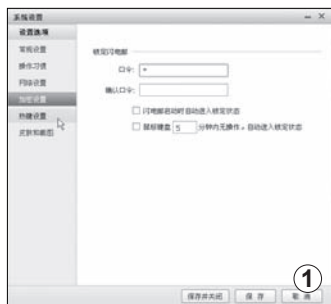 系统设置
设置选项
常规设置
操作习惯
网络设置
加密设置
热键设置
皮肤和截图
锁定闪电邮
口令: *
确认口令:
闪电邮启动时自动进入锁定状态
鼠标键盘 5 分钟内无操作，自动进入锁定状态
保存并关闭 保存 取消
1